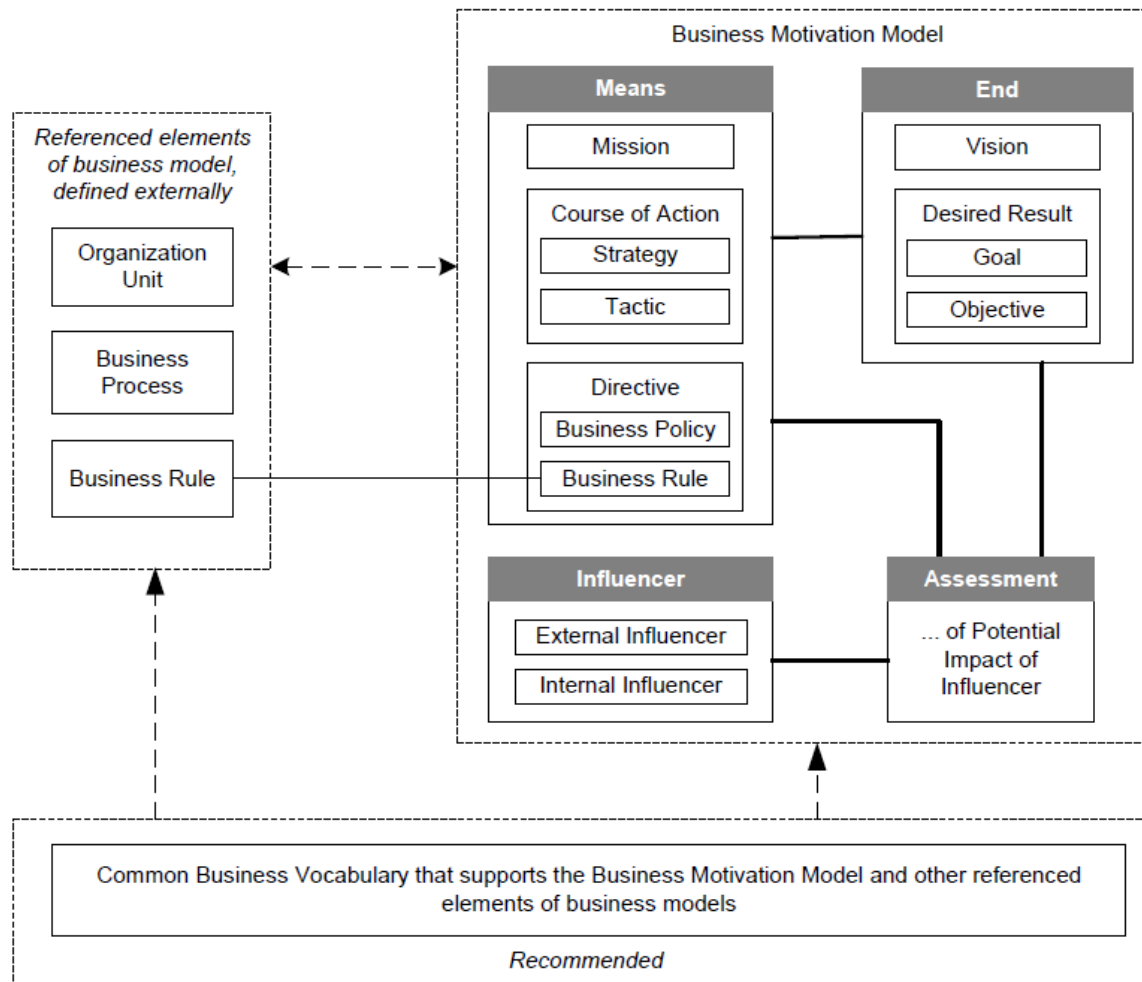 Business Motivation Model
Means
Mission
Course of Action
Strategy
Tactic
Directive
Business Policy
Business Rule
End
Vision
Desired Result
Goal
Objective
Referenced elements
of business model,
defined externally
Organization
Unit
Business
Process
Business Rule
Influencer
External Influencer
Internal Influencer
Assessment
... of Potential
Impact of
Influencer
Common Business Vocabulary that supports the Business Motivation Model and other referenced
elements of business models
Recommended